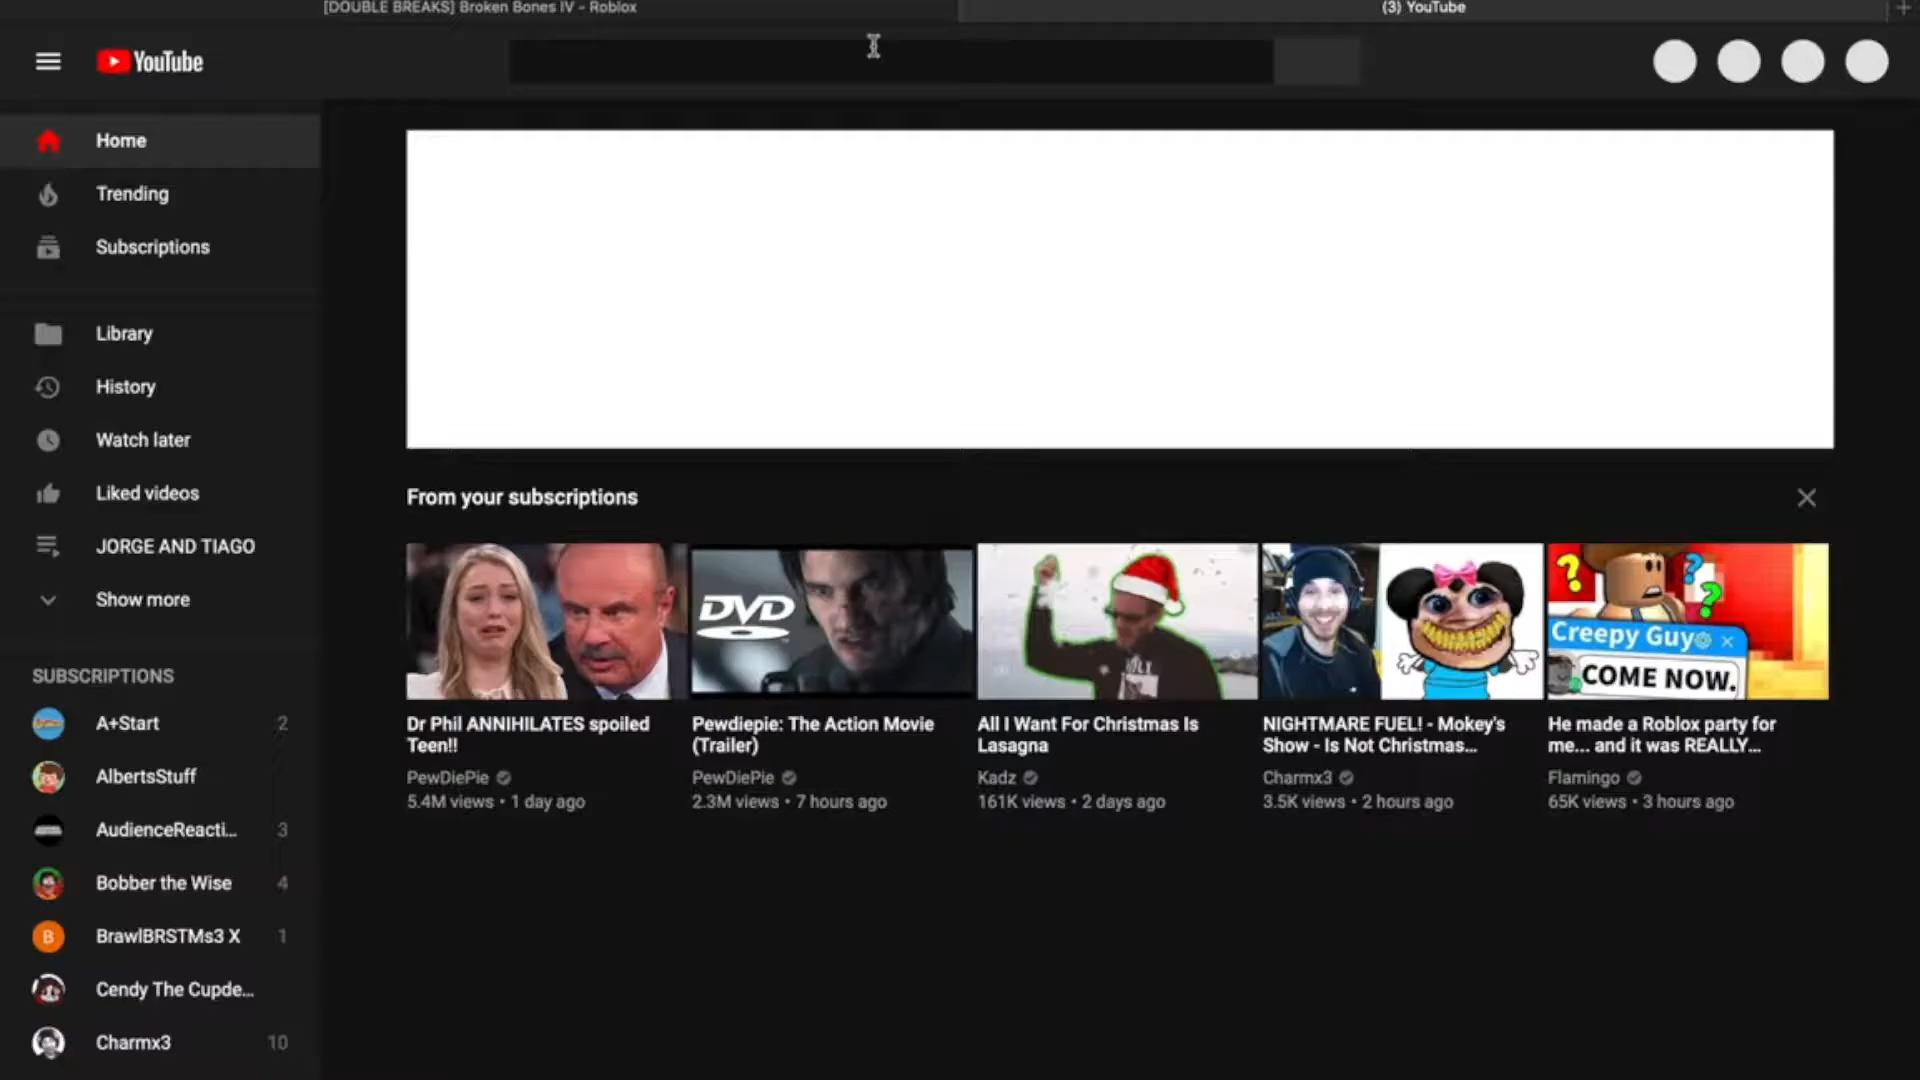 [DOUBLE BREAKS] Broken Bones IV - Roblox
(3) YouTube
YouTube
Home
Trending
Subscriptions
Library
History
Watch later
Liked videos
JORGE AND TIAGO
Show more
SUBSCRIPTIONS
A+Start 2
AlbertsStuff
AudienceReacti... 3
Bobber the Wise 4
B BrawlBRSTMs3 X 1
Cendy The Cupde...
Charmx3 10
From your subscriptions
DVD
Creepy Guy
COME NOW.
Dr Phil ANNIHILATES spoiled
Teen!!
PewDiePie
5.4M views • 1 day ago
Pewdiepie: The Action Movie
(Trailer)
PewDiePie
2.3M views • 7 hours ago
All I Want For Christmas Is
Lasagna
Kadz
161K views • 2 days ago
NIGHTMARE FUEL! - Mokey's
Show - Is Not Christmas...
Charmx3
3.5K views • 2 hours ago
He made a Roblox party for
me... and it was REALLY...
Flamingo
65K views • 3 hours ago